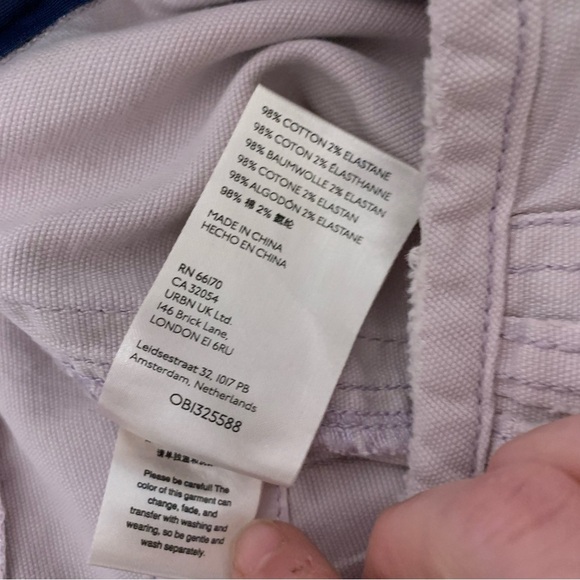 98% COTTON 2% ELASTANE
98% COTON 2% ÉLASTHANNE
98% BAUMWOLLE 2% ELASTAN
98% COTONE 2% ELASTAN
98% ALGODÓN 2% ELASTANE
98% 棉 2% 氨纶
MADE IN CHINA
HECHO EN CHINA
RN 66170
CA 32054
URBN UK Ltd.
146 Brick Lane,
LONDON E1 6RU
Leidsestraat 32, 1017 PB
Amsterdam, Netherlands
OB1325588
Please be careful! The
color of this garment can
change, fade, and
transfer with washing and
wearing, so be gentle and
wash separately.